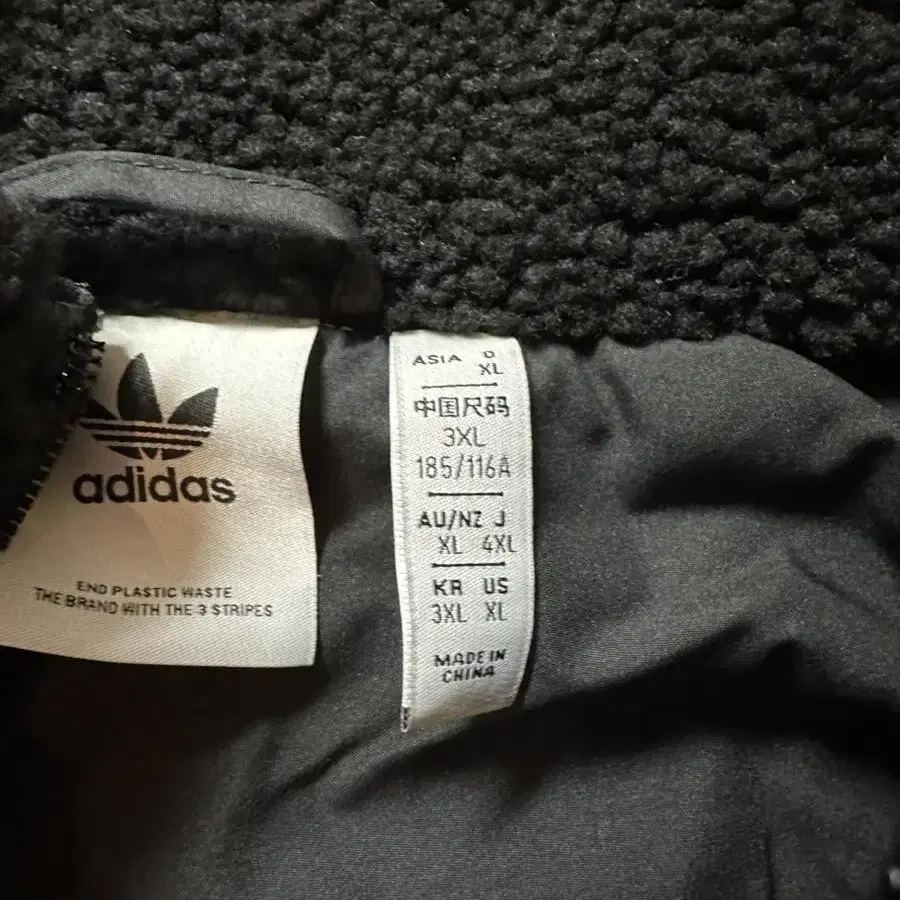 adidas
END PLASTIC WASTE
THE BRAND WITH THE 3 STRIPES
ASIA D
XL
中国尺码
3XL
185/116A
AU/NZ J
XL 4XL
KR US
3XL XL
MADE IN
CHINA